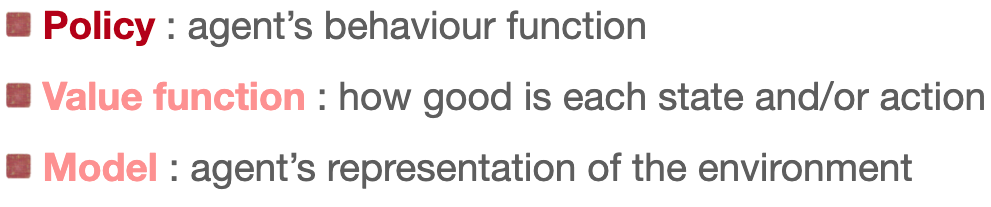 Policy : agent’s behaviour function
Value function : how good is each state and/or action
Model : agent’s representation of the environment